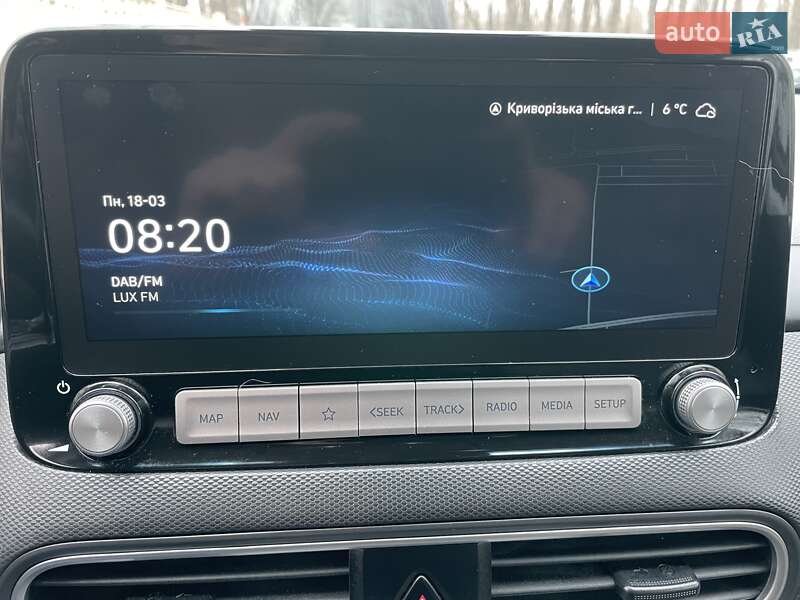 auto RIA .com
Криворізька міська г... | 6 °C
Пн, 18-03
08:20
DAB/FM
LUX FM
MAP NAV <SEEK TRACK> RADIO MEDIA SETUP